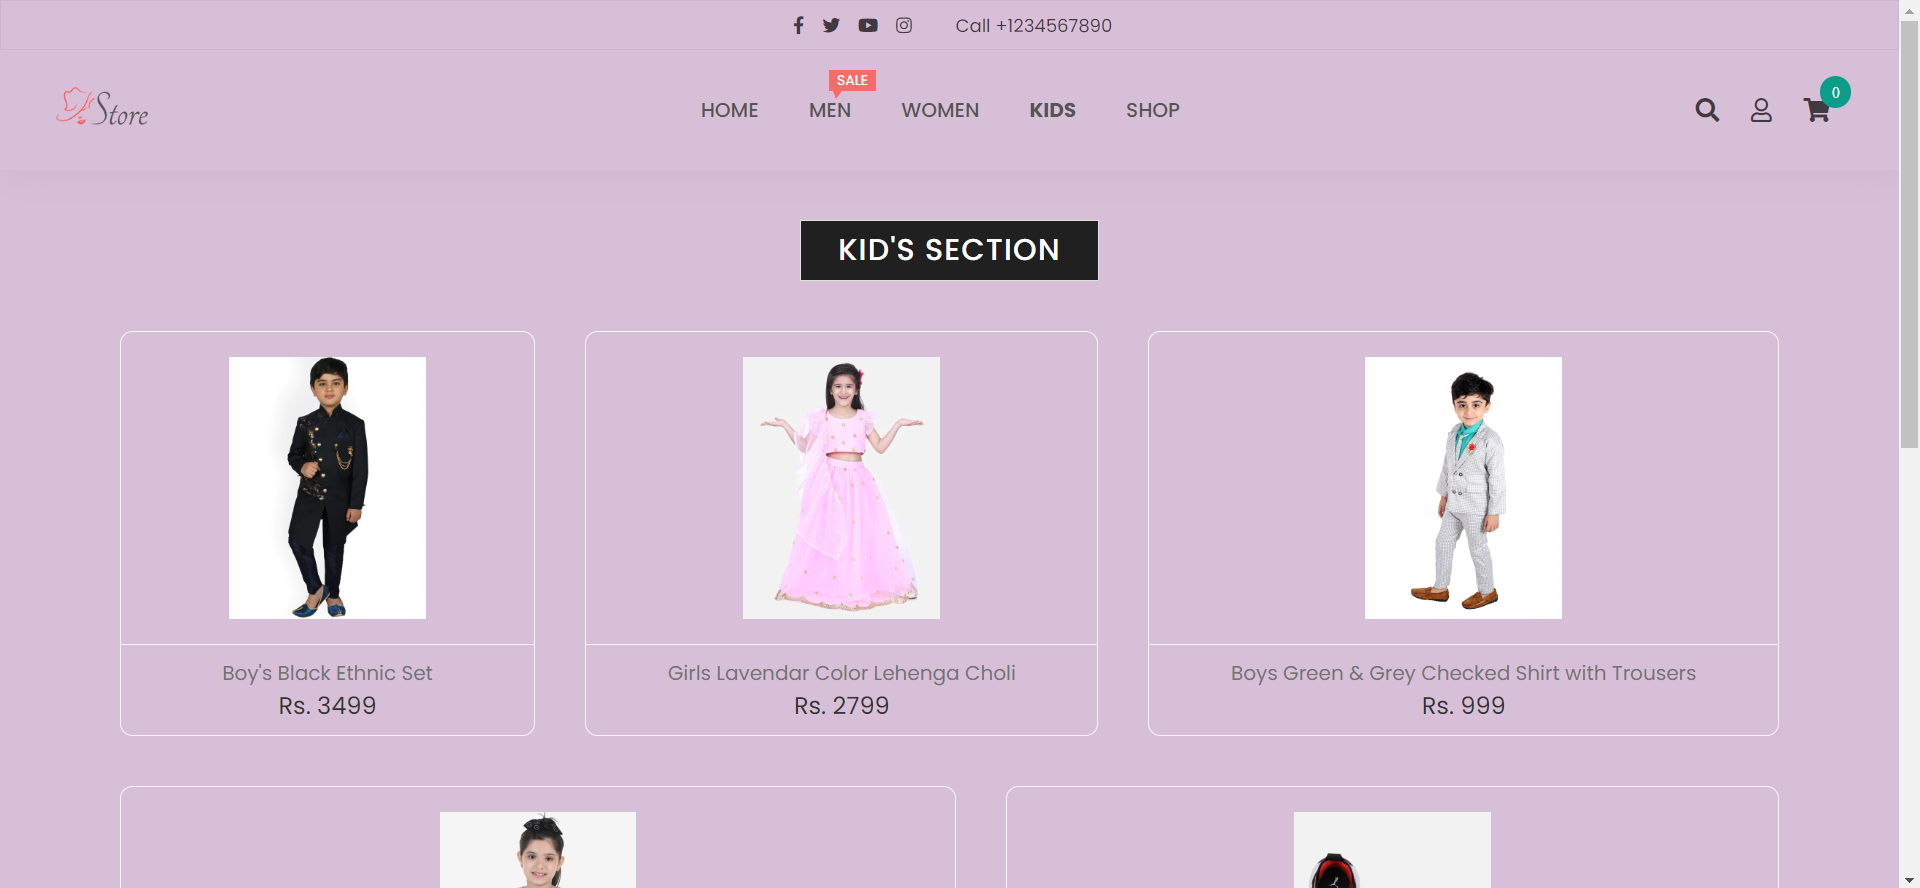 Call +1234567890
SALE
Store
HOME MEN WOMEN KIDS SHOP
0
KID'S SECTION
Boy's Black Ethnic Set
Rs. 3499
Girls Lavendar Color Lehenga Choli
Rs. 2799
Boys Green & Grey Checked Shirt with Trousers
Rs. 999